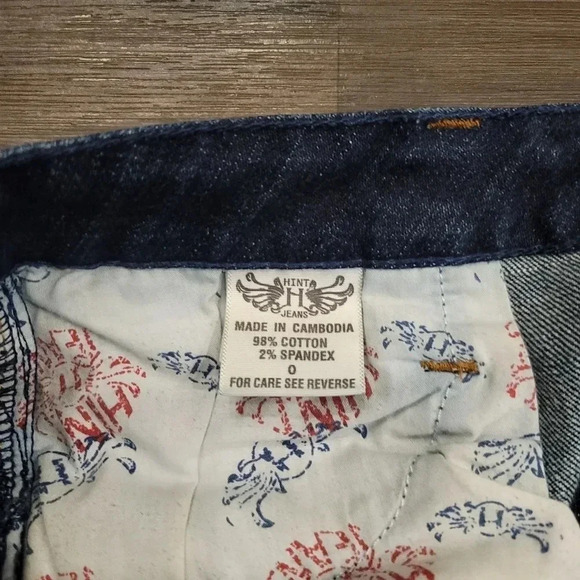 HINT
H
JEANS
MADE IN CAMBODIA
98% COTTON
2% SPANDEX
0
FOR CARE SEE REVERSE